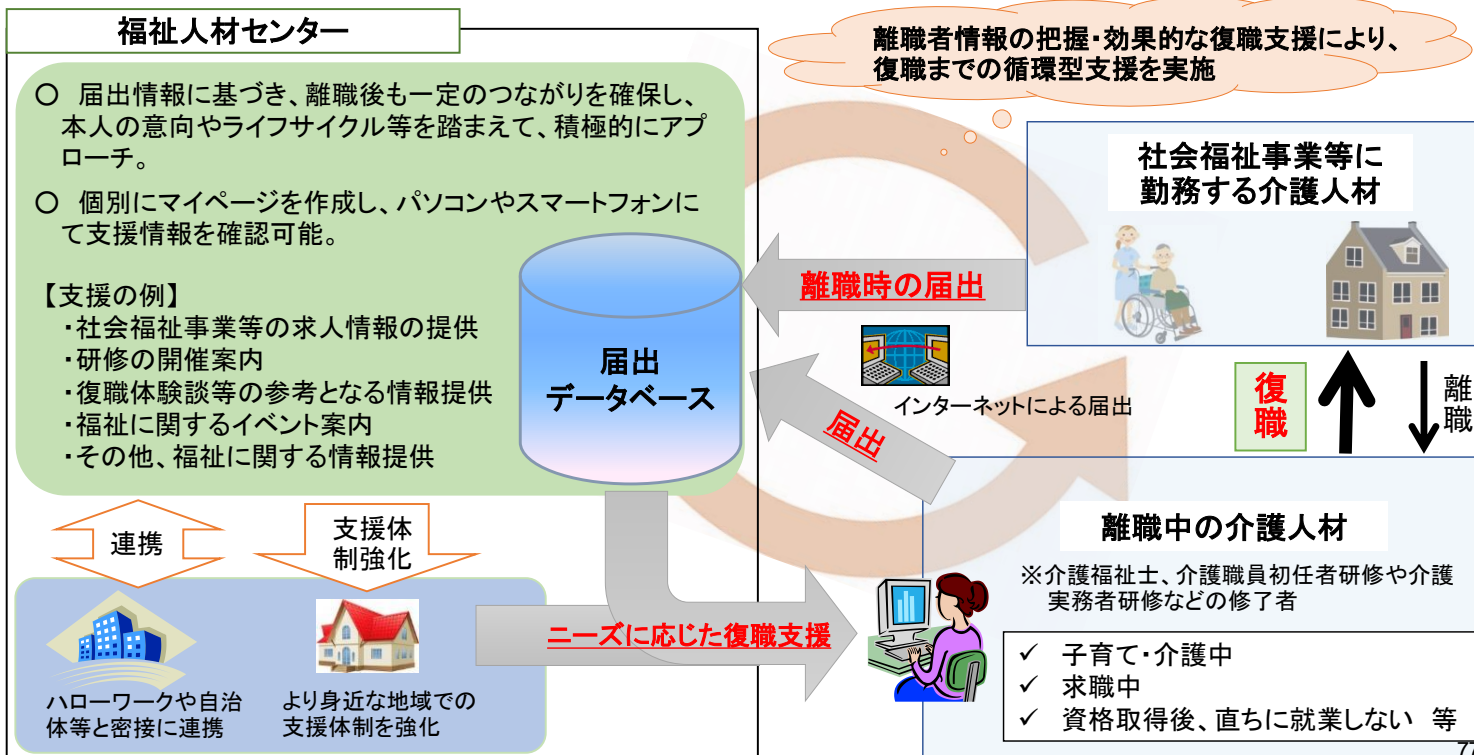 福祉人材センター
○ 届出情報に基づき、離職後も一定のつながりを確保し、
本人の意向やライフサイクル等を踏まえて、積極的にアプ
ローチ。
○ 個別にマイページを作成し、パソコンやスマートフォンに
て支援情報を確認可能。
【支援の例】
・社会福祉事業等の求人情報の提供
・研修の開催案内
・復職体験談等の参考となる情報提供
・福祉に関するイベント案内
・その他、福祉に関する情報提供
届出
データベース
連携
支援体
制強化
ハローワークや自治
体等と密接に連携
より身近な地域での
支援体制を強化
離職者情報の把握・効果的な復職支援により、
復職までの循環型支援を実施
社会福祉事業等に
勤務する介護人材
離職時の届出
インターネットによる届出
届出
復職
離職
ニーズに応じた復職支援
離職中の介護人材
※介護福祉士、介護職員初任者研修や介護
実務者研修などの修了者
✓ 子育て・介護中
✓ 求職中
✓ 資格取得後、直ちに就業しない 等